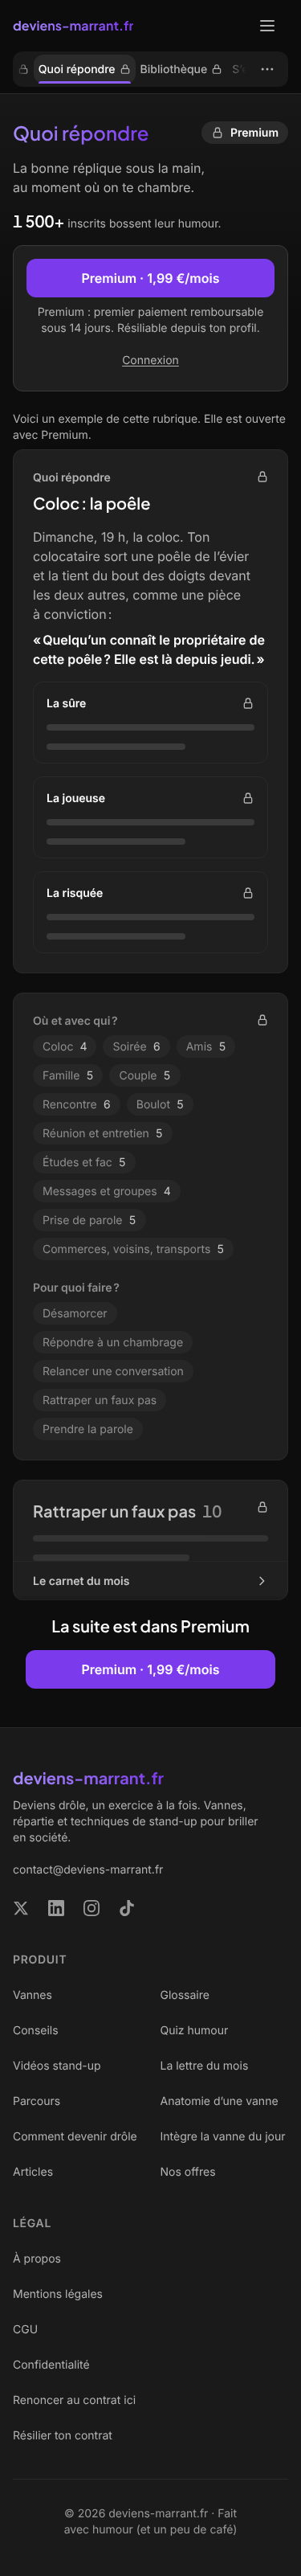 deviens-marrant.fr
Quoi répondre
Bibliothèque
Quoi répondre
Premium
La bonne réplique sous la main,
au moment où on te chambre.
1 500+ inscrits bossent leur humour.
Premium · 1,99 €/mois
Premium : premier paiement remboursable
sous 14 jours. Résiliable depuis ton profil.
Connexion
Voici un exemple de cette rubrique. Elle est ouverte
avec Premium.
Quoi répondre
Coloc : la poêle
Dimanche, 19 h, la coloc. Ton
colocataire sort une poêle de l’évier
et la tient du bout des doigts devant
les deux autres, comme une pièce
à conviction :
« Quelqu’un connaît le propriétaire de
cette poêle ? Elle est là depuis jeudi. »
La sûre
La joueuse
La risquée
Où et avec qui ?
Coloc 4 Soirée 6 Amis 5
Famille 5 Couple 5
Rencontre 6 Boulot 5
Réunion et entretien 5
Études et fac 5
Messages et groupes 4
Prise de parole 5
Commerces, voisins, transports 5
Pour quoi faire ?
Désamorcer
Répondre à un chambrage
Relancer une conversation
Rattraper un faux pas
Prendre la parole
Rattraper un faux pas 10
Le carnet du mois
La suite est dans Premium
Premium · 1,99 €/mois
deviens-marrant.fr
Deviens drôle, un exercice à la fois. Vannes,
répartie et techniques de stand-up pour briller
en société.
contact@deviens-marrant.fr
PRODUIT
Vannes Glossaire
Conseils Quiz humour
Vidéos stand-up La lettre du mois
Parcours Anatomie d’une vanne
Comment devenir drôle Intègre la vanne du jour
Articles Nos offres
LÉGAL
À propos
Mentions légales
CGU
Confidentialité
Renoncer au contrat ici
Résilier ton contrat
© 2026 deviens-marrant.fr · Fait
avec humour (et un peu de café)